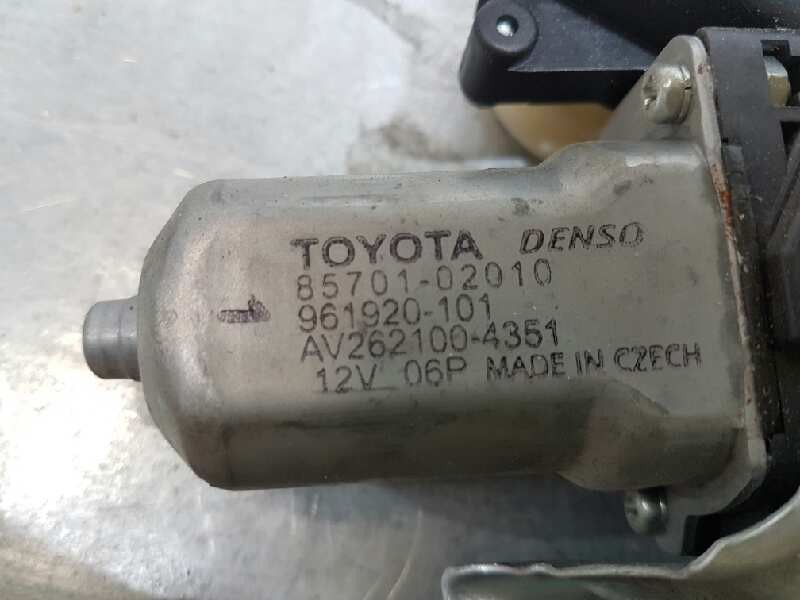 TOYOTA DENSO
85701-02010
961920-101
AV262100-4351
12V 06P MADE IN CZECH